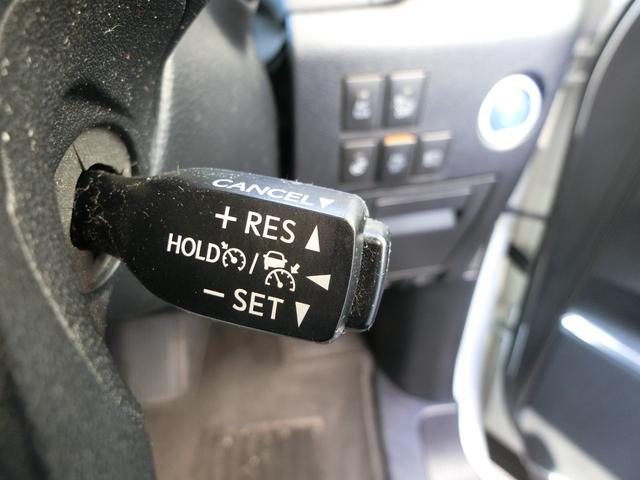 CANCEL▼
+ RES ▲
HOLD / ◀
− SET ▼